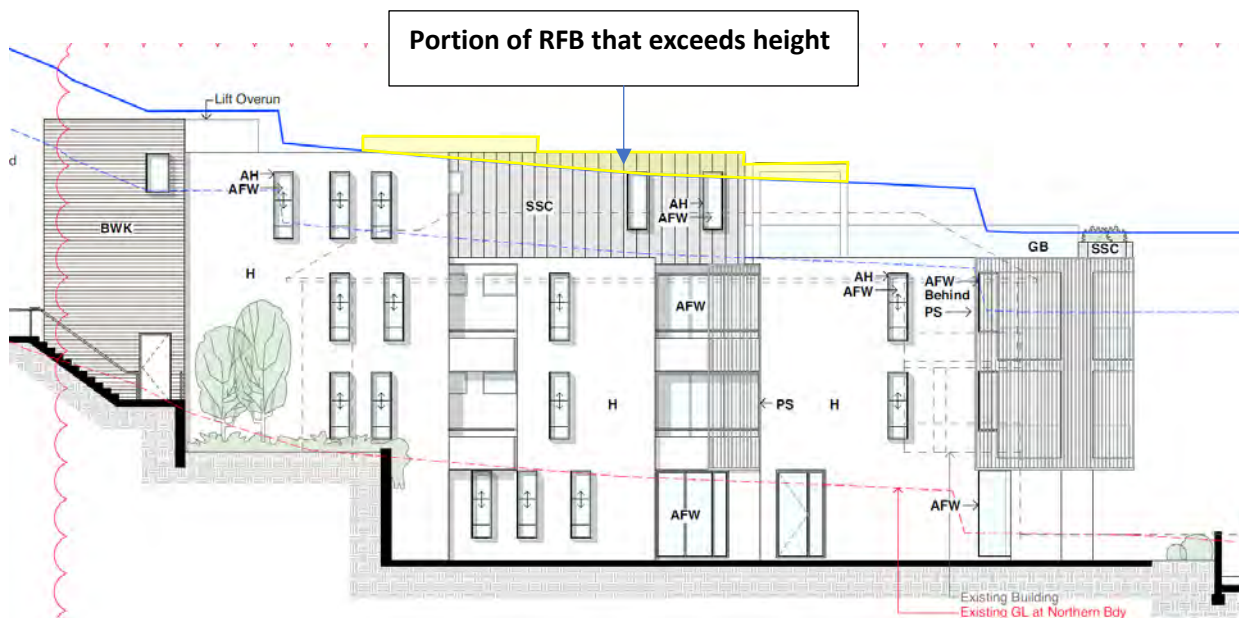 Portion of RFB that exceeds height
Lift Overun
d
AH
AFW
BWK
H
SSC
AH
AFW
GB
SSC
AH
AFW
AFW
Behind
PS
AFW
H
PS
H
AFW
AFW
Existing Building
Existing GL at Northern Bdy